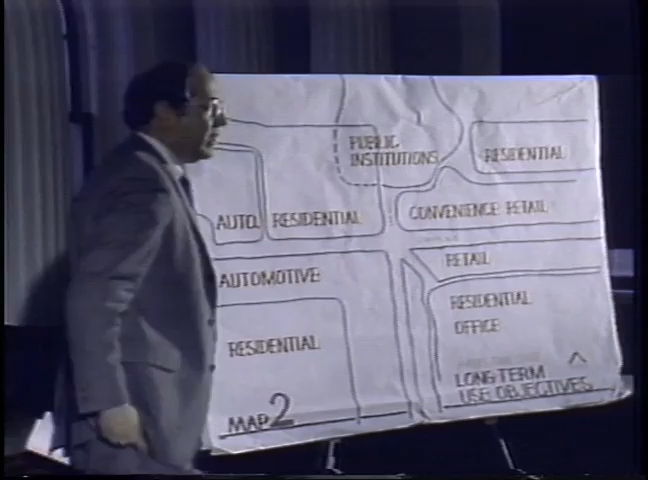 PUBLIC
INSTITUTIONS
RESIDENTIAL
AUTO.
RESIDENTIAL
CONVENIENCE RETAIL
RETAIL
AUTOMOTIVE
RESIDENTIAL
OFFICE
RESIDENTIAL
LONG TERM
USE OBJECTIVES
MAP 2